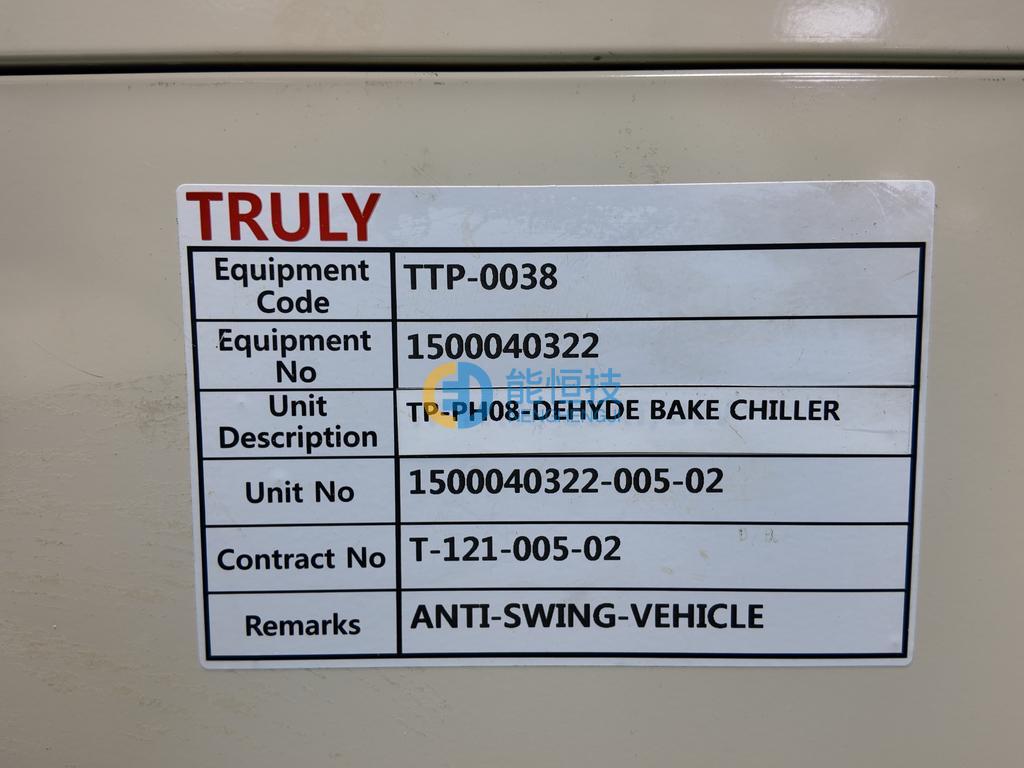 TRULY
Equipment Code
TTP-0038
Equipment No
1500040322
Unit Description
TP-PH08-DEHYDE BAKE CHILLER
能恒技
Unit No
1500040322-005-02
Contract No
T-121-005-02
Remarks
ANTI-SWING-VEHICLE